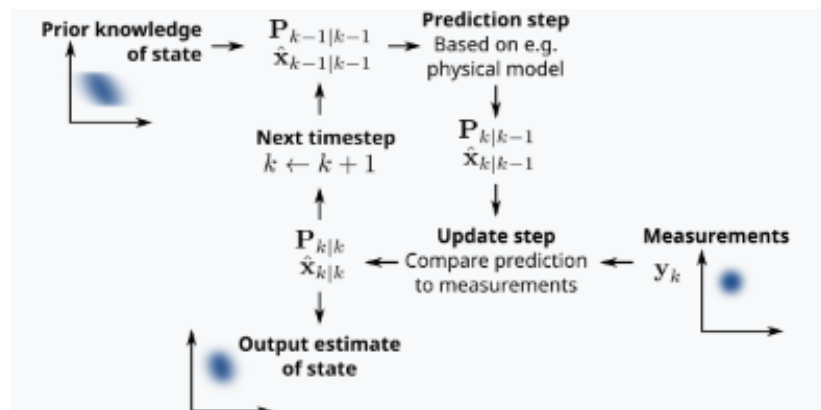 Prior knowledge
of state
P_{k−1|k−1}
x̂_{k−1|k−1}
Prediction step
Based on e.g.
physical model
P_{k|k−1}
x̂_{k|k−1}
Next timestep
k ← k + 1
P_{k|k}
x̂_{k|k}
Update step
Compare prediction
to measurements
Measurements
y_k
Output estimate
of state